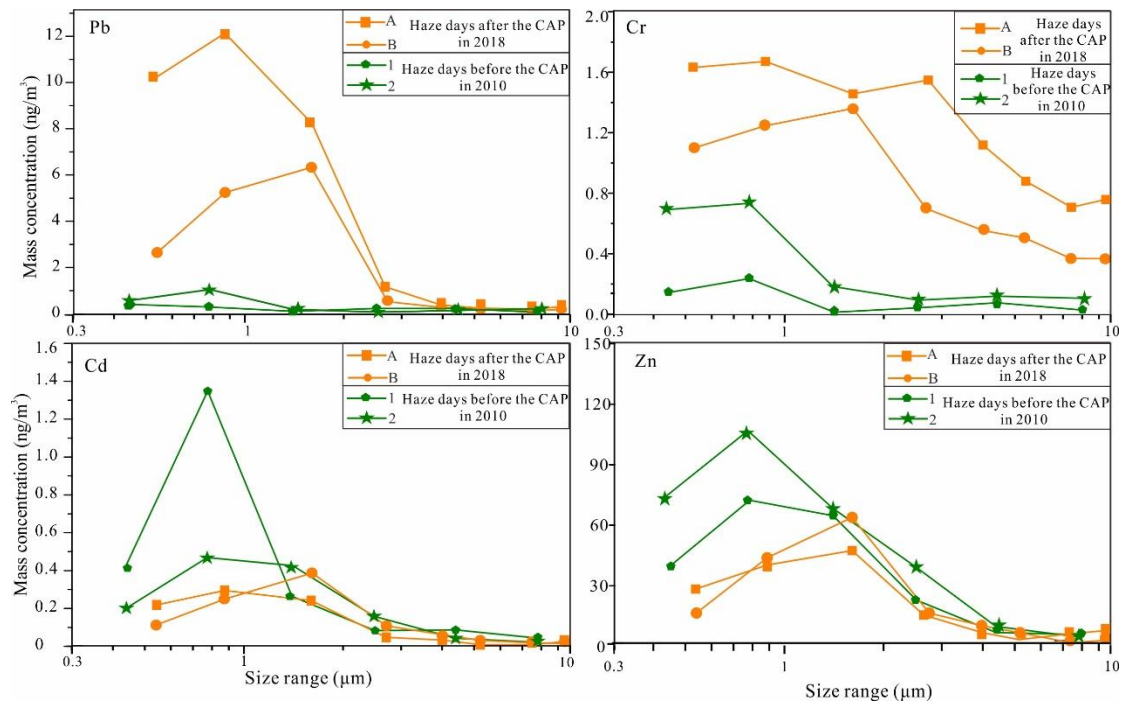 Pb
A
Haze days after the CAP
B
in 2018
1
Haze days before the CAP
2
in 2010
12
10
8
6
4
2
0
Mass concentration (ng/m³)
0.3
1
10
Cr
A
Haze days
after the CAP
B
in 2018
1
Haze days
before the CAP
2
in 2010
2.0
1.6
1.2
0.8
0.4
0.0
0.3
1
10
Cd
A
Haze days after the CAP
B
in 2018
1
Haze days before the CAP
2
in 2010
1.6
1.4
1.2
1.0
0.8
0.6
0.4
0.2
0
Mass concentration (ng/m³)
0.3
1
10
Size range (μm)
Zn
A
Haze days after the CAP
B
in 2018
1
Haze days before the CAP
2
in 2010
150
120
90
60
30
0
0.3
1
10
Size range (μm)